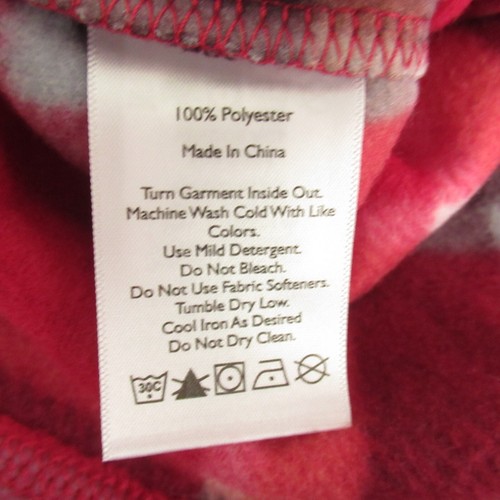 100% Polyester
Made In China
Turn Garment Inside Out.
Machine Wash Cold With Like
Colors.
Use Mild Detergent.
Do Not Bleach.
Do Not Use Fabric Softeners.
Tumble Dry Low.
Cool Iron As Desired
Do Not Dry Clean.
30C